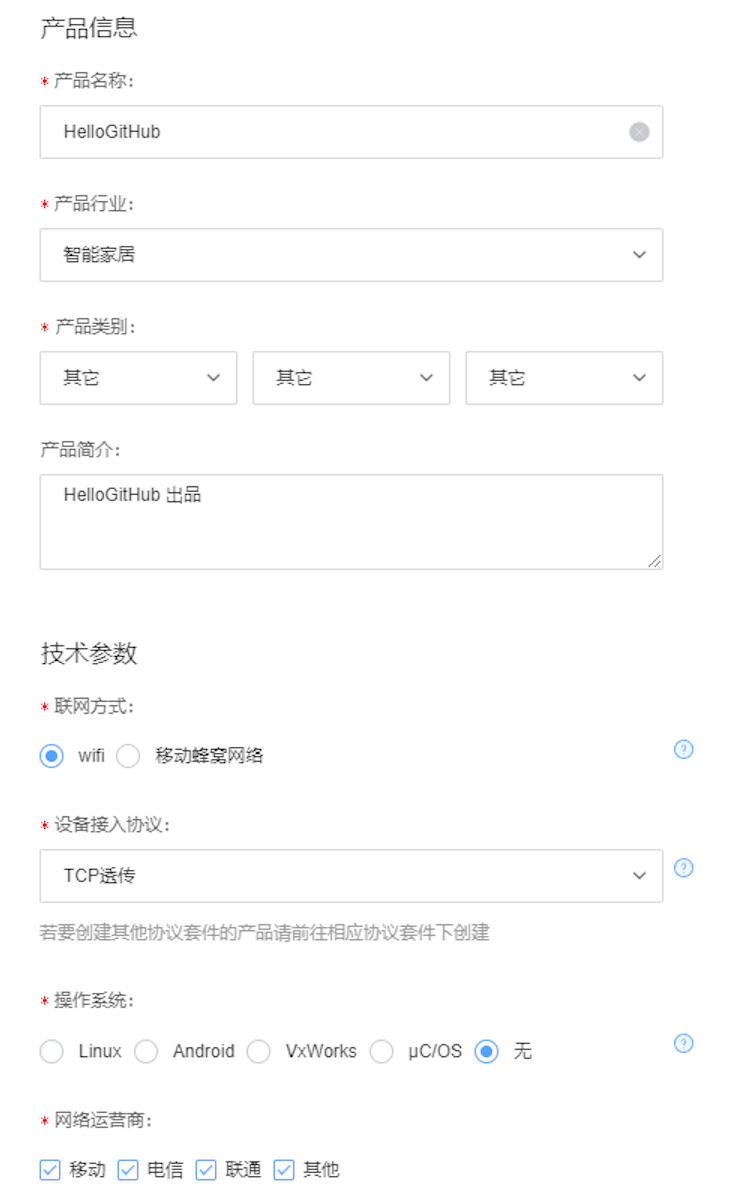 产品信息
* 产品名称:
HelloGitHub
* 产品行业:
智能家居
* 产品类别:
其它 其它 其它
产品简介:
HelloGitHub 出品
技术参数
* 联网方式:
wifi 移动蜂窝网络 ?
* 设备接入协议:
TCP透传 ?
若要创建其他协议套件的产品请前往相应协议套件下创建
* 操作系统:
Linux Android VxWorks μC/OS 无 ?
* 网络运营商:
移动 电信 联通 其他